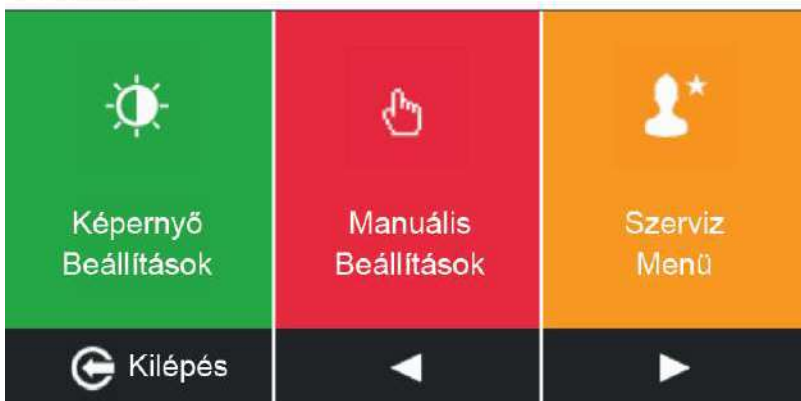 Képernyő
Beállítások
Manuális
Beállítások
Szerviz
Menü
Kilépés